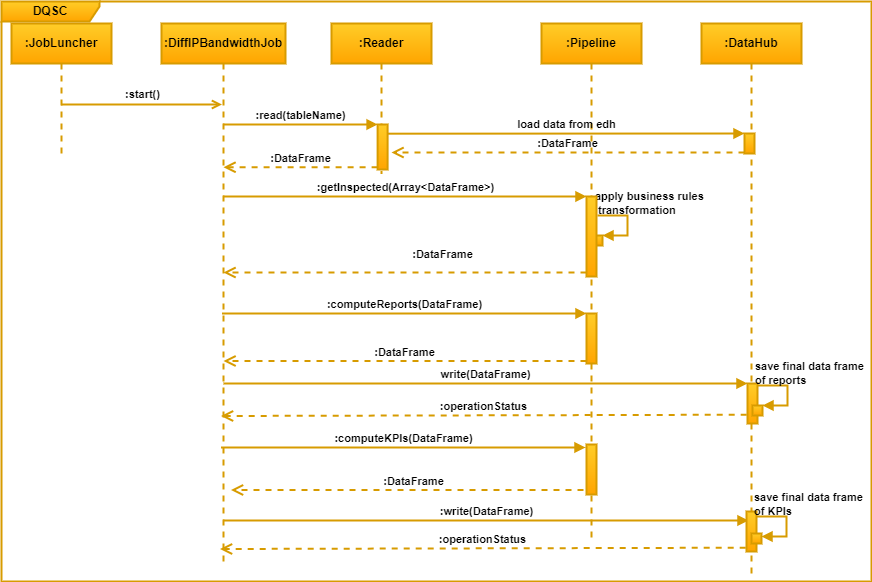 DQSC
:JobLuncher
:DiffIPBandwidthJob
:Reader
:Pipeline
:DataHub
:start()
:read(tableName)
load data from edh
:DataFrame
:DataFrame
:getInspected(Array<DataFrame>)
apply business rules
transformation
:DataFrame
:computeReports(DataFrame)
:DataFrame
write(DataFrame)
save final data frame
of reports
:operationStatus
:computeKPIs(DataFrame)
:DataFrame
save final data frame
of KPIs
:write(DataFrame)
:operationStatus